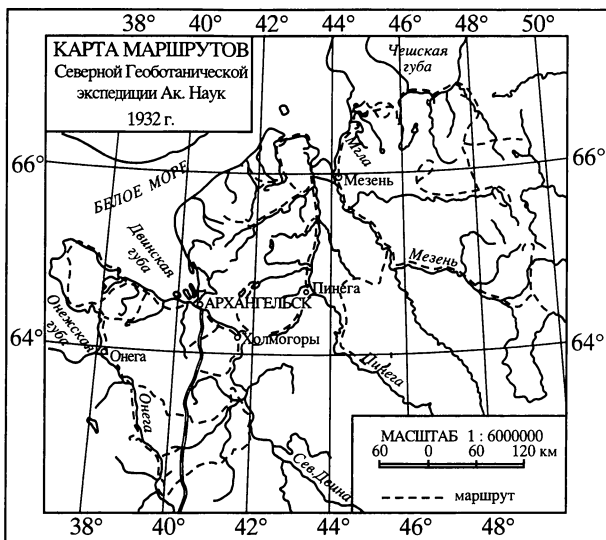 38° 40° 42° 44° 46° 48° 50°
КАРТА МАРШРУТОВ
Северной Геоботанической
экспедиции Ак. Наук
1932 г.
Чешская
губа
66°
66°
Мгла
Мезень
БЕЛОЕ МОРЕ
Двинская
губа
Мезень
Пинега
АРХАНГЕЛЬСК
Онежская
губа
Холмогоры
64°
64°
Онега
Пинега
Онега
Сев. Двина
МАСШТАБ 1 : 6000000
60 0 60 120 км
маршрут
38° 40° 42° 44° 46° 48°